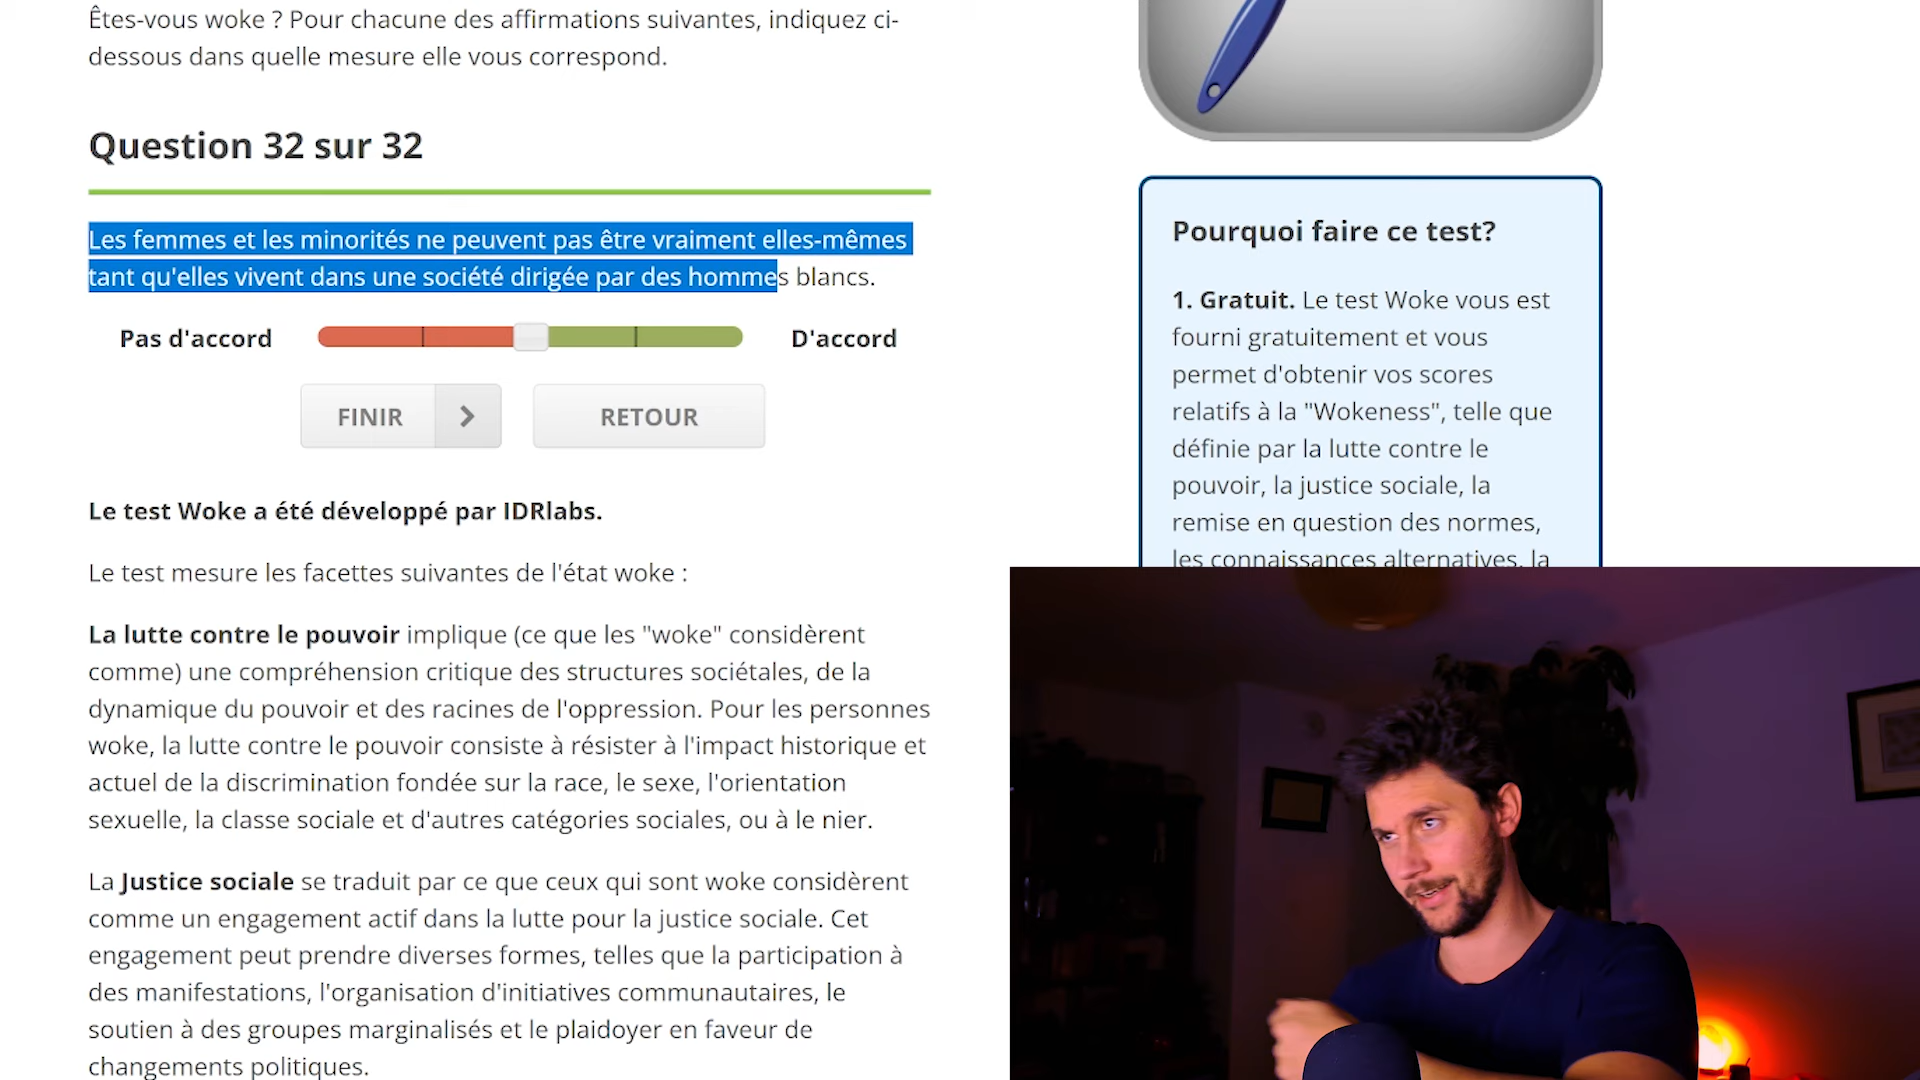 Êtes-vous woke ? Pour chacune des affirmations suivantes, indiquez ci-
dessous dans quelle mesure elle vous correspond.
Question 32 sur 32
Les femmes et les minorités ne peuvent pas être vraiment elles-mêmes
tant qu'elles vivent dans une société dirigée par des hommes blancs.
Pas d'accord
D'accord
FINIR
RETOUR
Le test Woke a été développé par IDRlabs.
Le test mesure les facettes suivantes de l'état woke :
La lutte contre le pouvoir implique (ce que les "woke" considèrent
comme) une compréhension critique des structures sociétales, de la
dynamique du pouvoir et des racines de l'oppression. Pour les personnes
woke, la lutte contre le pouvoir consiste à résister à l'impact historique et
actuel de la discrimination fondée sur la race, le sexe, l'orientation
sexuelle, la classe sociale et d'autres catégories sociales, ou à le nier.
La Justice sociale se traduit par ce que ceux qui sont woke considèrent
comme un engagement actif dans la lutte pour la justice sociale. Cet
engagement peut prendre diverses formes, telles que la participation à
des manifestations, l'organisation d'initiatives communautaires, le
soutien à des groupes marginalisés et le plaidoyer en faveur de
changements politiques.
Pourquoi faire ce test?
1. Gratuit. Le test Woke vous est
fourni gratuitement et vous
permet d'obtenir vos scores
relatifs à la "Wokeness", telle que
définie par la lutte contre le
pouvoir, la justice sociale, la
remise en question des normes,
les connaissances alternatives, la